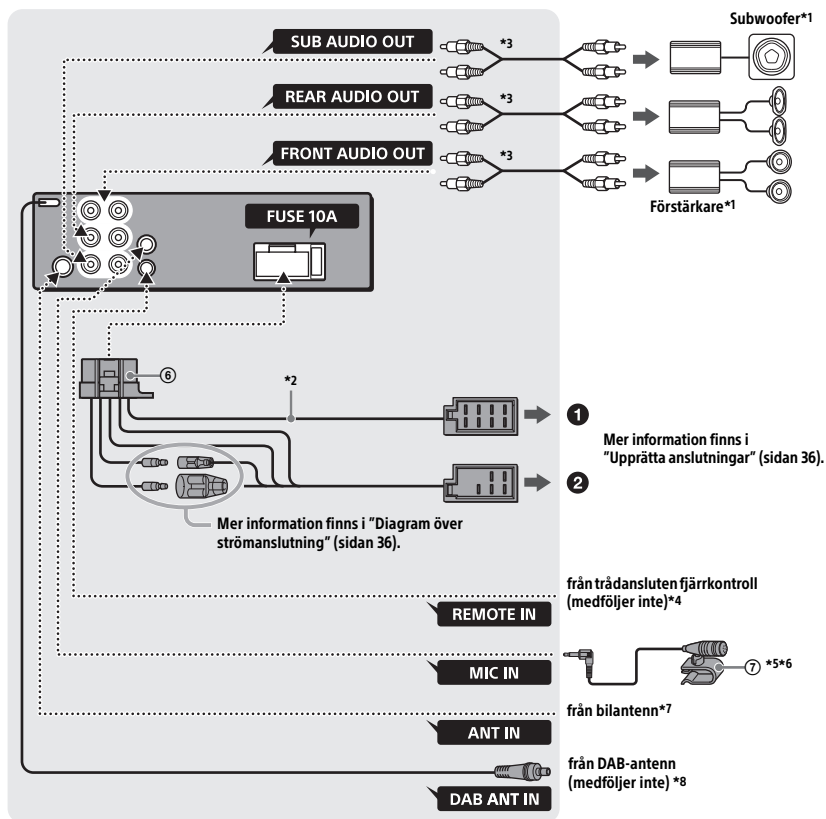 Subwoofer*1
SUB AUDIO OUT
*3
REAR AUDIO OUT
*3
FRONT AUDIO OUT
*3
Förstärkare*1
FUSE 10A
⑥
*2
❶
Mer information finns i
"Upprätta anslutningar" (sidan 36).
❷
Mer information finns i "Diagram över
strömanslutning" (sidan 36).
från trådansluten fjärrkontroll
(medföljer inte)*4
REMOTE IN
⑦ *5*6
MIC IN
från bilantenn*7
ANT IN
från DAB-antenn
(medföljer inte) *8
DAB ANT IN